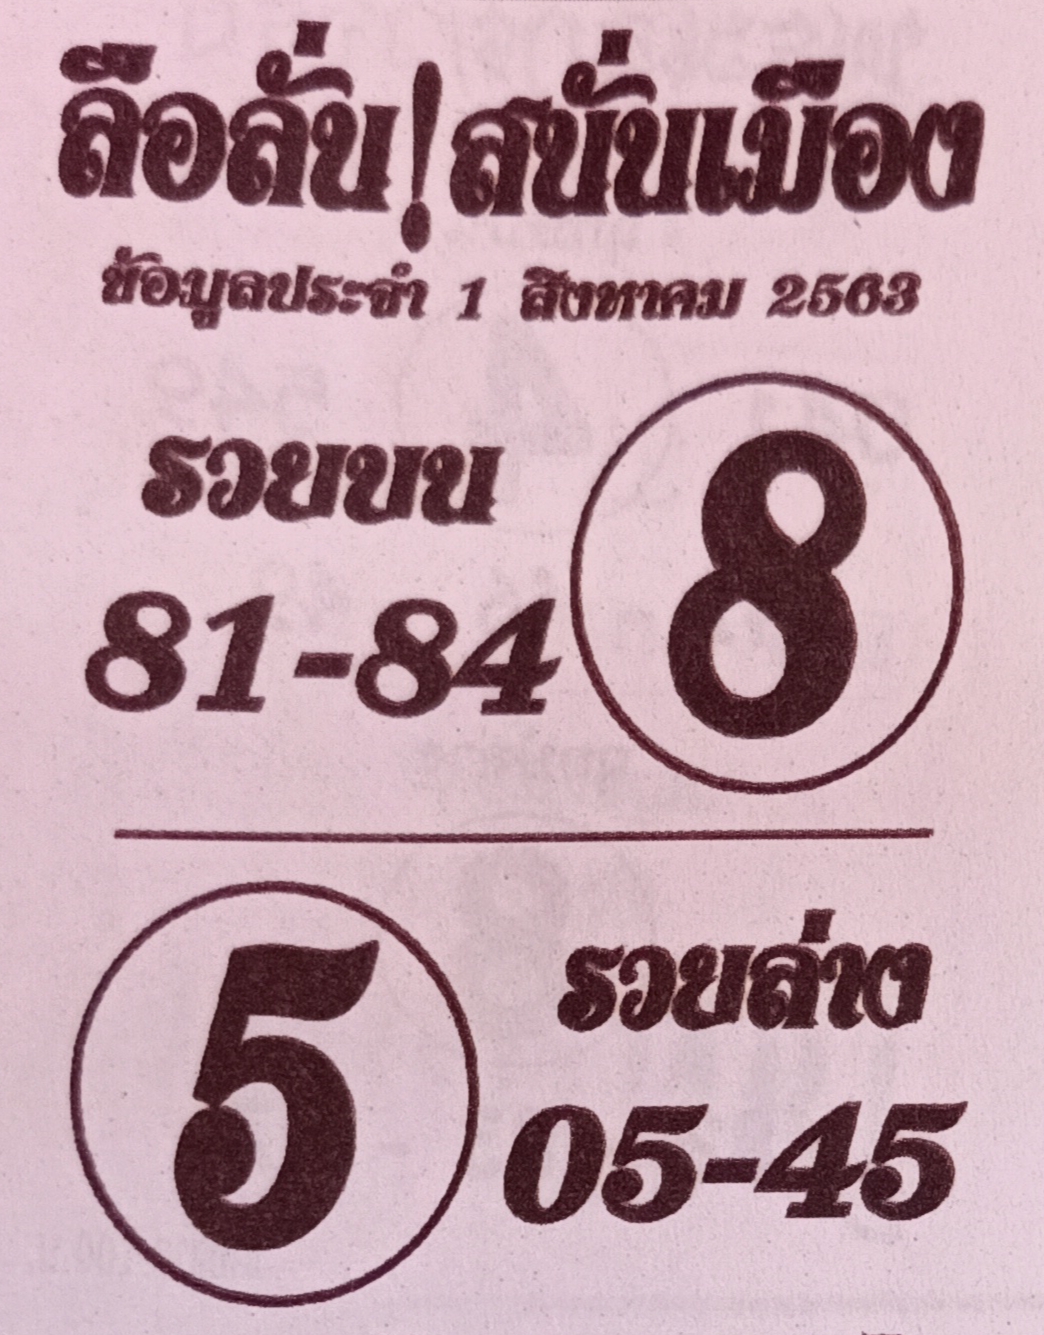 ลือลั่น! สนั่นเมือง
ข้อมูลประจำ 1 สิงหาคม 2563
รวยบน
8
81-84
5
รวยล่าง
05-45